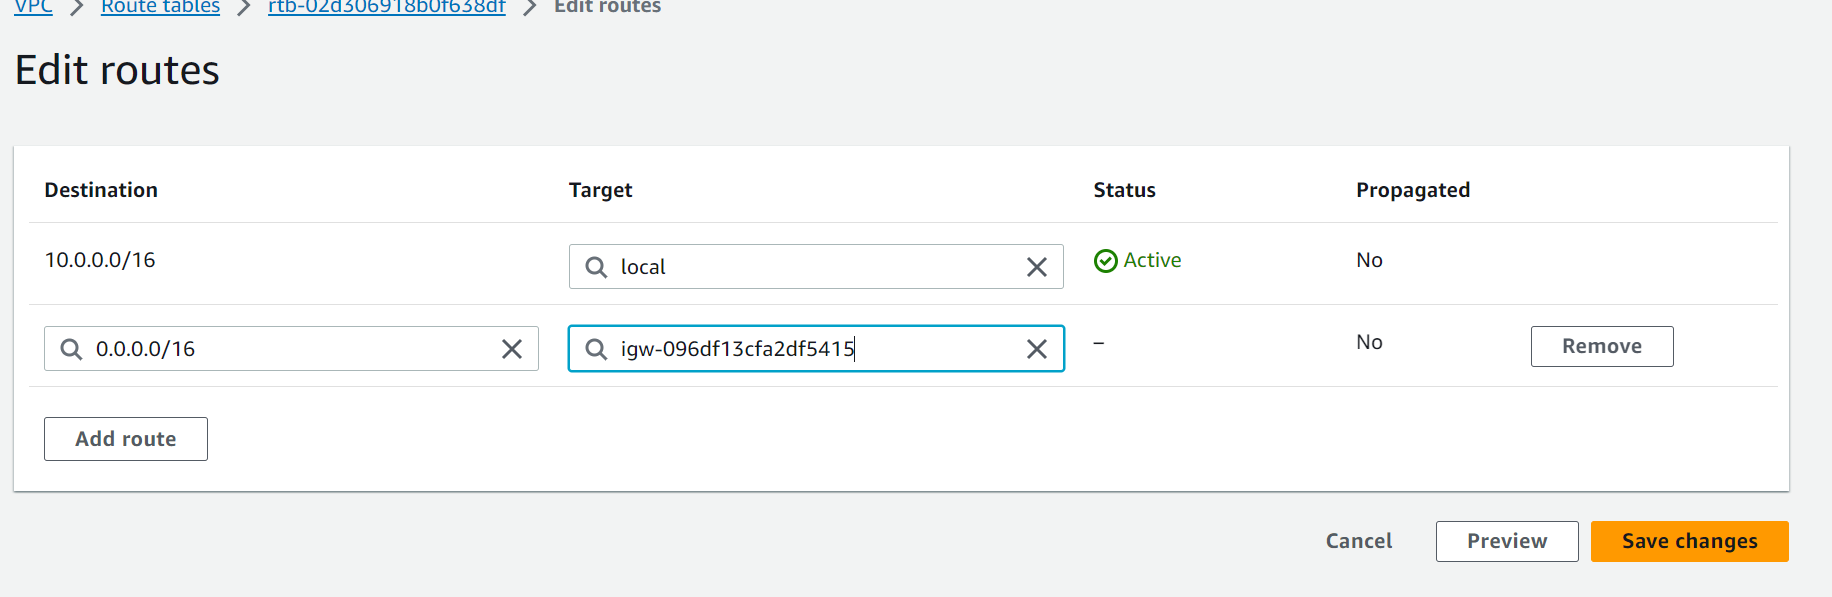 VPC > Route tables > rtb-02d306918b0f638df > Edit routes
Edit routes
Destination Target Status Propagated
10.0.0.0/16 local Active No
0.0.0.0/16 igw-096df13cfa2df5415 – No Remove
Add route
Cancel Preview Save changes